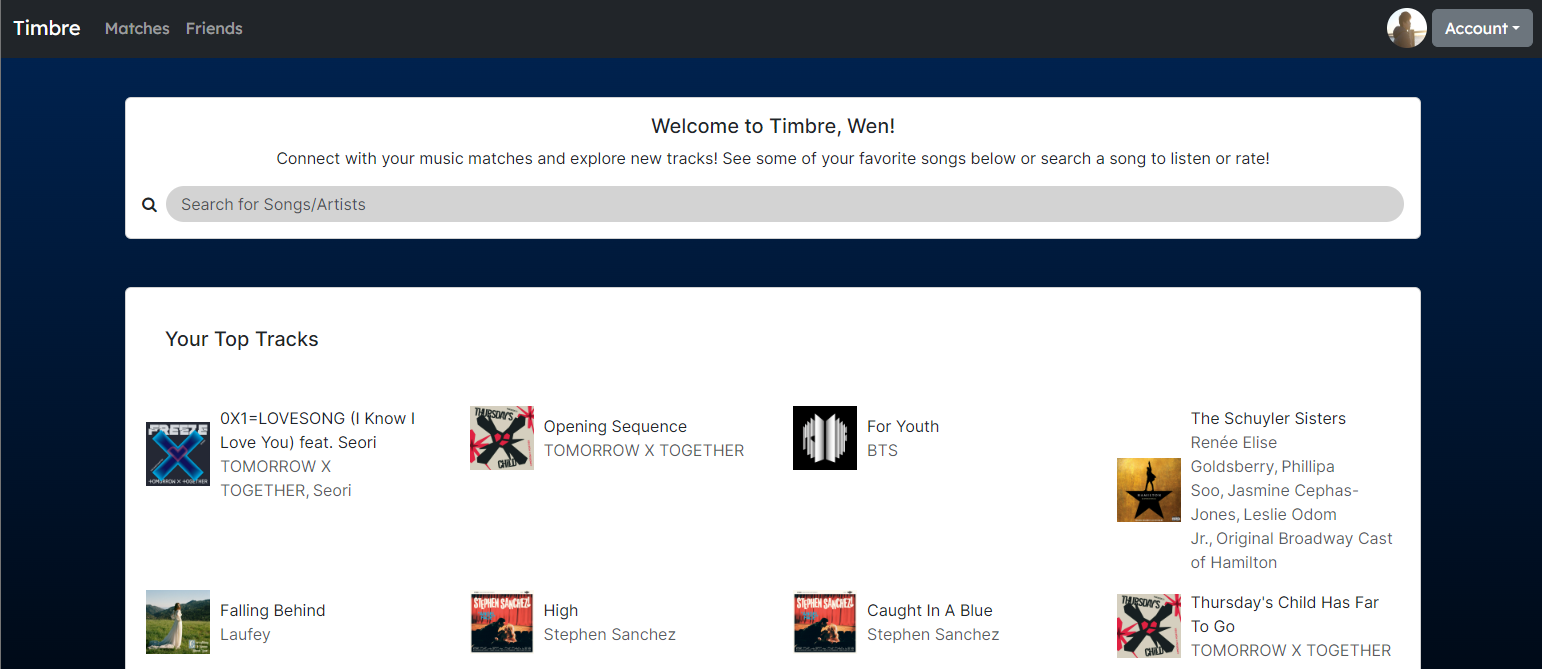 Timbre Matches Friends Account
Welcome to Timbre, Wen!
Connect with your music matches and explore new tracks! See some of your favorite songs below or search a song to listen or rate!
Search for Songs/Artists
Your Top Tracks
FREEZE
TOMORROW X TOGETHER
0X1=LOVESONG (I Know I
Love You) feat. Seori
TOMORROW X
TOGETHER, Seori
THURSDAY'S
CHILD
Opening Sequence
TOMORROW X TOGETHER
For Youth
BTS
HAMILTON
The Schuyler Sisters
Renée Elise
Goldsberry, Phillipa
Soo, Jasmine Cephas-
Jones, Leslie Odom
Jr., Original Broadway Cast
of Hamilton
Falling Behind
Laufey
STEPHEN SANCHEZ
High
Stephen Sanchez
STEPHEN SANCHEZ
Caught In A Blue
Stephen Sanchez
THURSDAY'S
CHILD
Thursday's Child Has Far
To Go
TOMORROW X TOGETHER